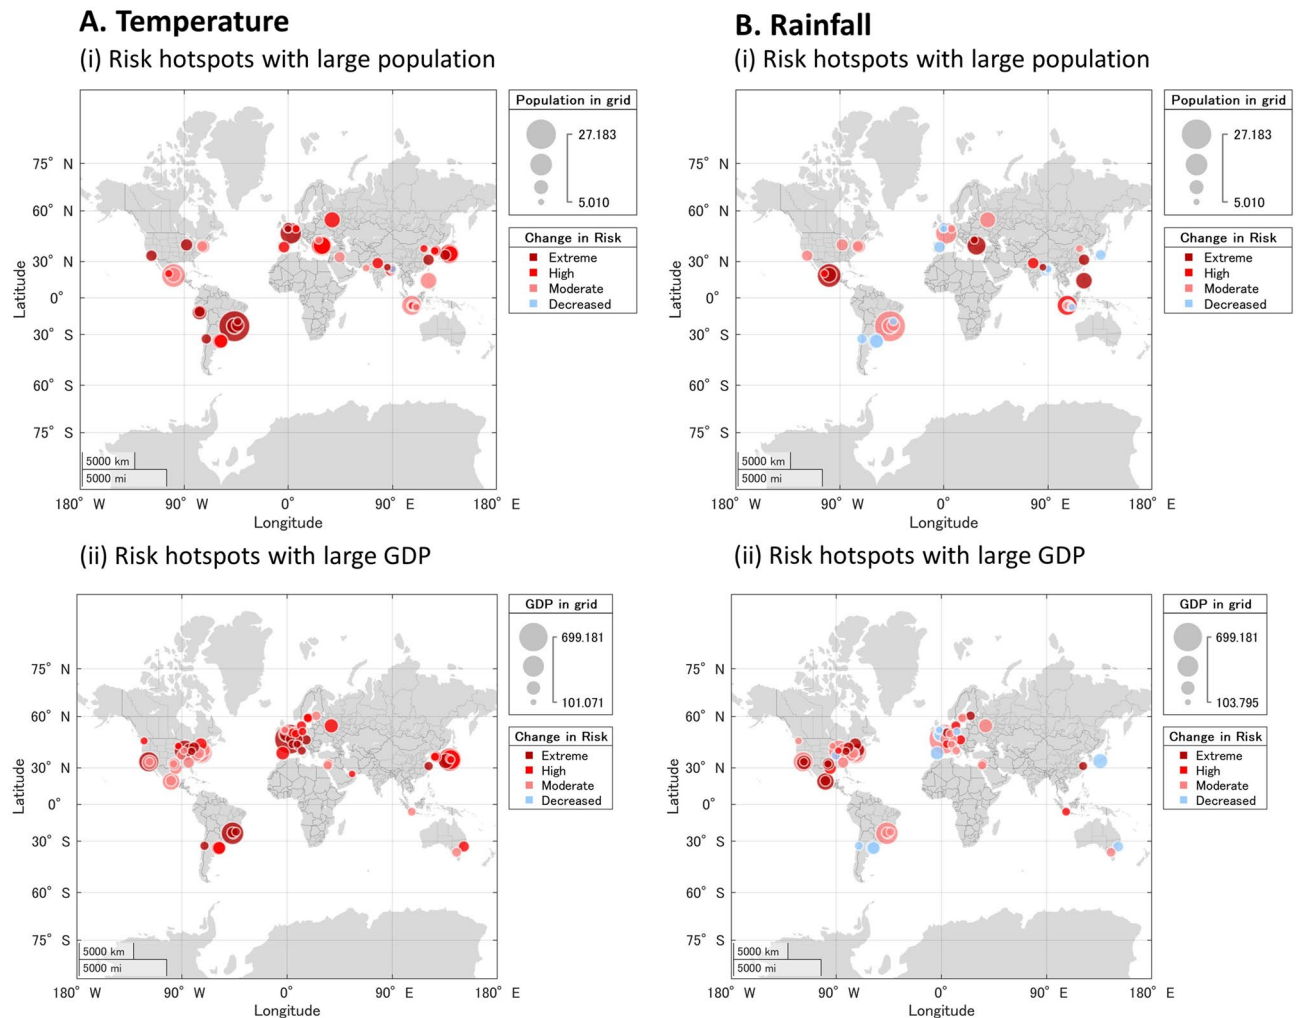 A. Temperature
(i) Risk hotspots with large population
Population in grid
27.183
5.010
Change in Risk
Extreme
High
Moderate
Decreased
75° N
60° N
30° N
0°
30° S
60° S
75° S
Latitude
5000 km
5000 mi
180° W
90° W
0°
90° E
180° E
Longitude
B. Rainfall
(i) Risk hotspots with large population
Population in grid
27.183
5.010
Change in Risk
Extreme
High
Moderate
Decreased
75° N
60° N
30° N
0°
30° S
60° S
75° S
Latitude
5000 km
5000 mi
180° W
90° W
0°
90° E
180° E
Longitude
(ii) Risk hotspots with large GDP
GDP in grid
699.181
101.071
Change in Risk
Extreme
High
Moderate
Decreased
75° N
60° N
30° N
0°
30° S
60° S
75° S
Latitude
5000 km
5000 mi
180° W
90° W
0°
90° E
180° E
Longitude
(ii) Risk hotspots with large GDP
GDP in grid
699.181
103.795
Change in Risk
Extreme
High
Moderate
Decreased
75° N
60° N
30° N
0°
30° S
60° S
75° S
Latitude
5000 km
5000 mi
180° W
90° W
0°
90° E
180° E
Longitude